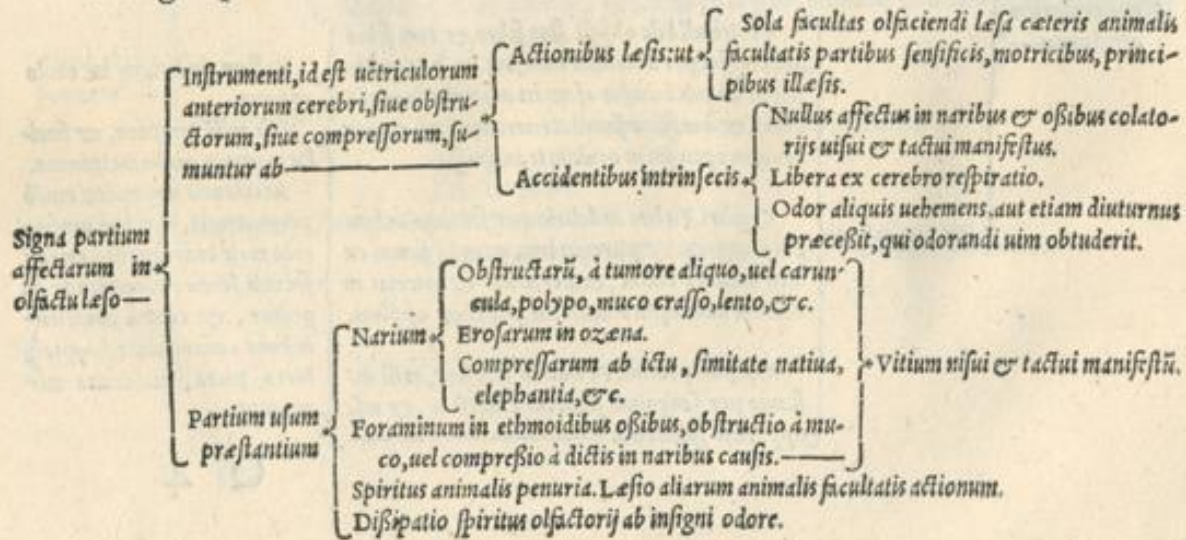 Signa partium
affectarum in
olfactu læso
Instrumenti, id est uẽtriculorum
anteriorum cerebri, siue obstru-
ctorum, siue compressorum, su-
muntur ab
Actionibus læsis: ut
Sola facultas olfaciendi læsa cæteris animalis
facultatis partibus sensificis, motricibus, princi-
pibus illæsis.
Accidentibus intrinsecis
Nullus affectus in naribus & oßibus colato-
rijs uisui & tactui manifestus.
Libera ex cerebro respiratio.
Odor aliquis uehemens, aut etiam diuturnus
præceßit, qui odorandi uim obtuderit.
Partium usum
præstantium
Narium
Obstructarũ, à tumore aliquo, uel carun-
cula, polypo, muco crasso, lento, &c.
Erosarum in ozæna.
Compressarum ab ictu, simitate natiua,
elephantia, &c.
Foraminum in ethmoidibus oßibus, obstructio à mu-
co, uel compreßio à dictis in naribus causis.
Vitium uisui & tactui manifestũ.
Spiritus animalis penuria. Læsio aliarum animalis facultatis actionum.
Dißipatio spiritus olfactorij ab insigni odore.